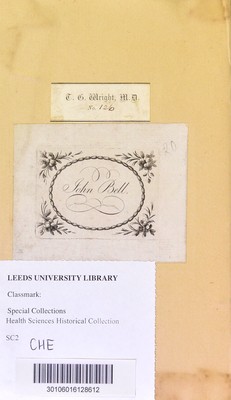 T. G. Wright, M.D
No. 126
John Bell.
LEEDS UNIVERSITY LIBRARY
Classmark:
Special Collections
Health Sciences Historical Collection
SC2
CHE
30106016128612